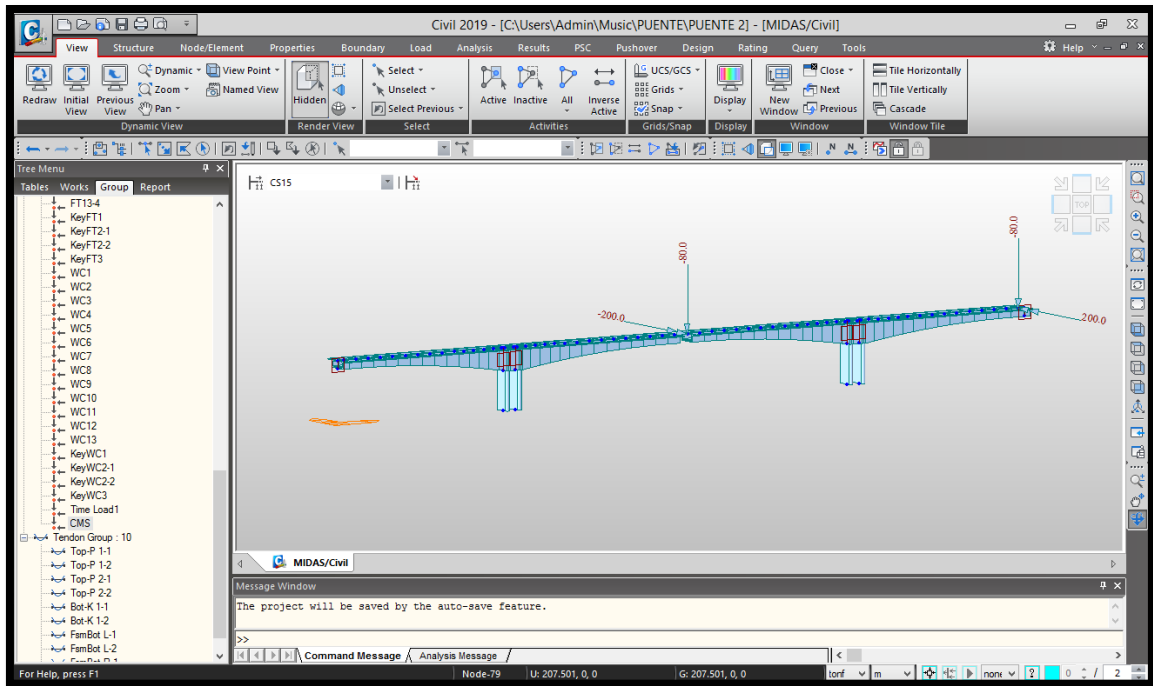 Civil 2019 - [C:\Users\Admin\Music\PUENTE\PUENTE 2] - [MIDAS/Civil]
View Structure Node/Element Properties Boundary Load Analysis Results PSC Pushover Design Rating Query Tools Help
Redraw Initial View Previous View Dynamic Zoom Pan View Point Named View
Hidden
Select Unselect Select Previous
Active Inactive All Inverse Active
UCS/GCS Grids Snap
Display
New Window Close Next Previous
Tile Horizontally Tile Vertically Cascade
Dynamic View Render View Select Activities Grids/Snap Display Window Window Tile
Tree Menu
Tables Works Group Report
FT13-4
KeyFT1
KeyFT2-1
KeyFT2-2
KeyFT3
WC1
WC2
WC3
WC4
WC5
WC6
WC7
WC8
WC9
WC10
WC11
WC12
WC13
KeyWC1
KeyWC2-1
KeyWC2-2
KeyWC3
Time Load1
CMS
Tendon Group : 10
Top-P 1-1
Top-P 1-2
Top-P 2-1
Top-P 2-2
Bot-K 1-1
Bot-K 1-2
FsmBot L-1
FsmBot L-2
CS15
TOP
-80.0
-80.0
-200.0
200.0
MIDAS/Civil
Message Window
The project will be saved by the auto-save feature.
>>
Command Message Analysis Message
For Help, press F1 Node-79 U: 207.501, 0, 0 G: 207.501, 0, 0 tonf m none ? 0 / 2